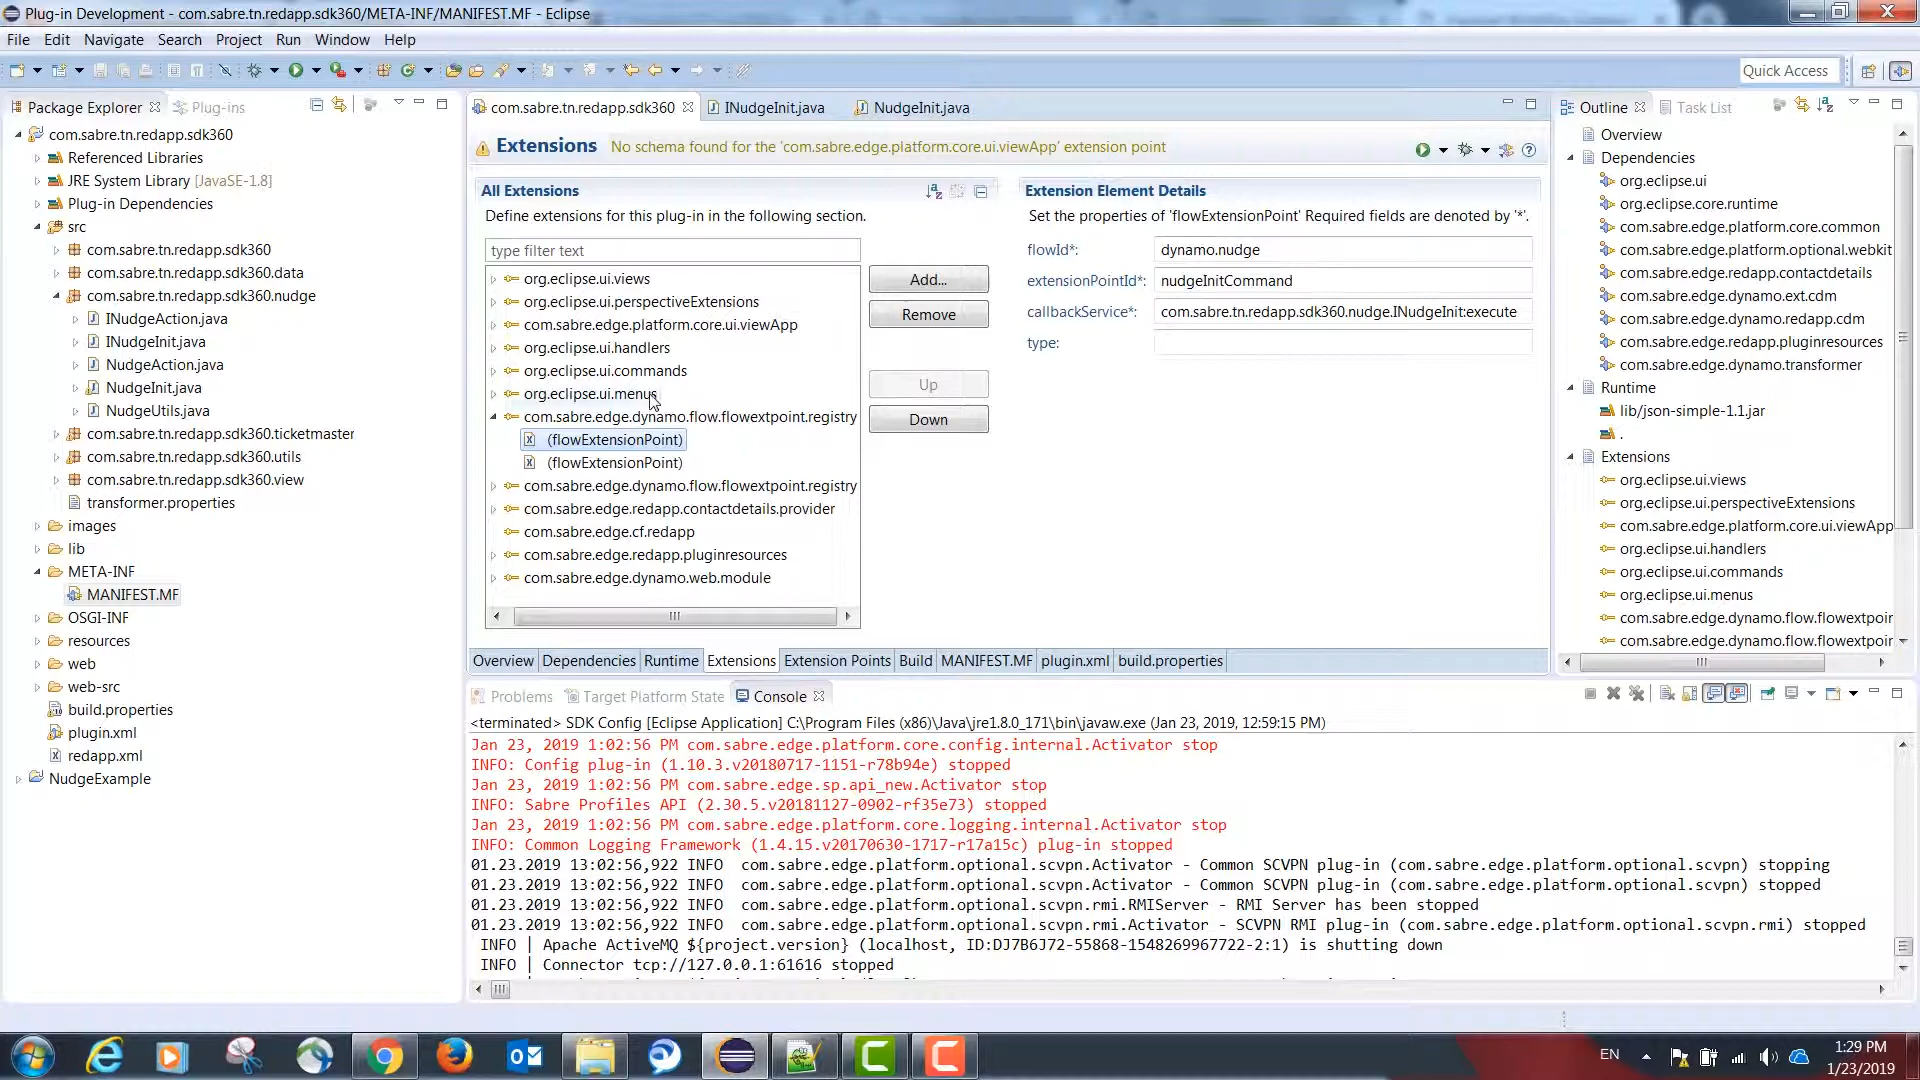 Plug-in Development - com.sabre.tn.redapp.sdk360/META-INF/MANIFEST.MF - Eclipse
File Edit Navigate Search Project Run Window Help
Quick Access
Package Explorer Plug-ins
com.sabre.tn.redapp.sdk360
Referenced Libraries
JRE System Library [JavaSE-1.8]
Plug-in Dependencies
src
com.sabre.tn.redapp.sdk360
com.sabre.tn.redapp.sdk360.data
com.sabre.tn.redapp.sdk360.nudge
INudgeAction.java
INudgeInit.java
NudgeAction.java
NudgeInit.java
NudgeUtils.java
com.sabre.tn.redapp.sdk360.ticketmaster
com.sabre.tn.redapp.sdk360.utils
com.sabre.tn.redapp.sdk360.view
transformer.properties
images
lib
META-INF
MANIFEST.MF
OSGI-INF
resources
web
web-src
build.properties
plugin.xml
redapp.xml
NudgeExample
com.sabre.tn.redapp.sdk360 INudgeInit.java NudgeInit.java
Extensions No schema found for the 'com.sabre.edge.platform.core.ui.viewApp' extension point
All Extensions
Define extensions for this plug-in in the following section.
type filter text
org.eclipse.ui.views
org.eclipse.ui.perspectiveExtensions
com.sabre.edge.platform.core.ui.viewApp
org.eclipse.ui.handlers
org.eclipse.ui.commands
org.eclipse.ui.menus
com.sabre.edge.dynamo.flow.flowextpoint.registry
(flowExtensionPoint)
(flowExtensionPoint)
com.sabre.edge.dynamo.flow.flowextpoint.registry
com.sabre.edge.redapp.contactdetails.provider
com.sabre.edge.cf.redapp
com.sabre.edge.redapp.pluginresources
com.sabre.edge.dynamo.web.module
Add...
Remove
Up
Down
Extension Element Details
Set the properties of 'flowExtensionPoint' Required fields are denoted by '*'.
flowId*: dynamo.nudge
extensionPointId*: nudgeInitCommand
callbackService*: com.sabre.tn.redapp.sdk360.nudge.INudgeInit:execute
type:
Overview Dependencies Runtime Extensions Extension Points Build MANIFEST.MF plugin.xml build.properties
Outline Task List
Overview
Dependencies
org.eclipse.ui
org.eclipse.core.runtime
com.sabre.edge.platform.core.common
com.sabre.edge.platform.optional.webkit
com.sabre.edge.redapp.contactdetails
com.sabre.edge.dynamo.ext.cdm
com.sabre.edge.dynamo.redapp.cdm
com.sabre.edge.redapp.pluginresources
com.sabre.edge.dynamo.transformer
Runtime
lib/json-simple-1.1.jar
.
Extensions
org.eclipse.ui.views
org.eclipse.ui.perspectiveExtensions
com.sabre.edge.platform.core.ui.viewApp
org.eclipse.ui.handlers
org.eclipse.ui.commands
org.eclipse.ui.menus
com.sabre.edge.dynamo.flow.flowextpoir
com.sabre.edge.dynamo.flow.flowextpoir
Problems Target Platform State Console
<terminated> SDK Config [Eclipse Application] C:\Program Files (x86)\Java\jre1.8.0_171\bin\javaw.exe (Jan 23, 2019, 12:59:15 PM)
Jan 23, 2019 1:02:56 PM com.sabre.edge.platform.core.config.internal.Activator stop
INFO: Config plug-in (1.10.3.v20180717-1151-r78b94e) stopped
Jan 23, 2019 1:02:56 PM com.sabre.edge.sp.api_new.Activator stop
INFO: Sabre Profiles API (2.30.5.v20181127-0902-rf35e73) stopped
Jan 23, 2019 1:02:56 PM com.sabre.edge.platform.core.logging.internal.Activator stop
INFO: Common Logging Framework (1.4.15.v20170630-1717-r17a15c) plug-in stopped
01.23.2019 13:02:56,922 INFO com.sabre.edge.platform.optional.scvpn.Activator - Common SCVPN plug-in (com.sabre.edge.platform.optional.scvpn) stopping
01.23.2019 13:02:56,922 INFO com.sabre.edge.platform.optional.scvpn.Activator - Common SCVPN plug-in (com.sabre.edge.platform.optional.scvpn) stopped
01.23.2019 13:02:56,922 INFO com.sabre.edge.platform.optional.scvpn.rmi.RMIServer - RMI Server has been stopped
01.23.2019 13:02:56,922 INFO com.sabre.edge.platform.optional.scvpn.rmi.Activator - SCVPN RMI plug-in (com.sabre.edge.platform.optional.scvpn.rmi) stopped
INFO | Apache ActiveMQ ${project.version} (localhost, ID:DJ7B6J72-55868-1548269967722-2:1) is shutting down
INFO | Connector tcp://127.0.0.1:61616 stopped
EN
1:29 PM
1/23/2019